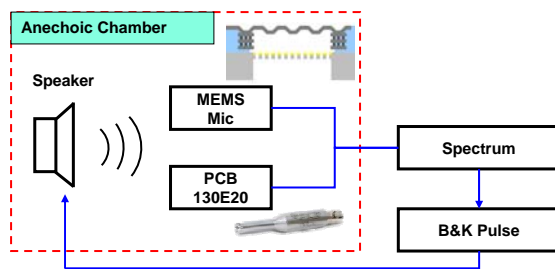 Anechoic Chamber
Speaker
MEMS
Mic
PCB
130E20
Spectrum
B&K Pulse